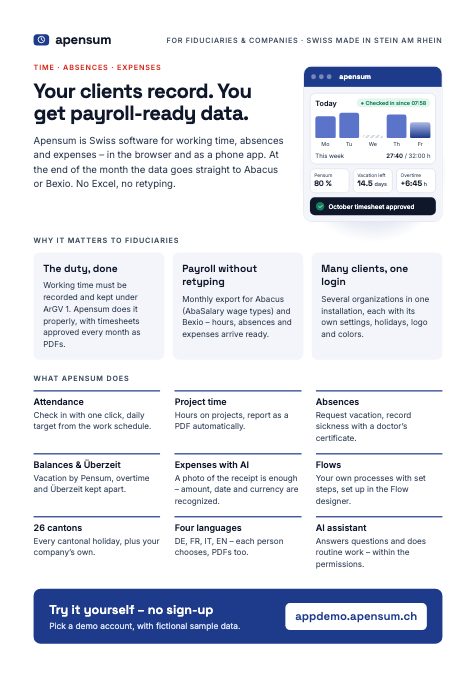 apensum
FOR FIDUCIARIES & COMPANIES · SWISS MADE IN STEIN AM RHEIN
TIME · ABSENCES · EXPENSES
Your clients record. You
get payroll-ready data.
Apensum is Swiss software for working time, absences
and expenses – in the browser and as a phone app. At
the end of the month the data goes straight to Abacus
or Bexio. No Excel, no retyping.
apensum
Today
Checked in since 07:58
Mo Tu We Th Fr
This week 27:40 / 32:00 h
Pensum
80 %
Vacation left
14.5 days
Overtime
+6:45 h
October timesheet approved
WHY IT MATTERS TO FIDUCIARIES
The duty, done
Working time must be
recorded and kept under
ArGV 1. Apensum does it
properly, with timesheets
approved every month as
PDFs.
Payroll without
retyping
Monthly export for Abacus
(AbaSalary wage types) and
Bexio – hours, absences and
expenses arrive ready.
Many clients, one
login
Several organizations in one
installation, each with its
own settings, holidays, logo
and colors.
WHAT APENSUM DOES
Attendance
Check in with one click, daily
target from the work schedule.
Project time
Hours on projects, report as a
PDF automatically.
Absences
Request vacation, record
sickness with a doctor's
certificate.
Balances & Überzeit
Vacation by Pensum, overtime
and Überzeit kept apart.
Expenses with AI
A photo of the receipt is enough
– amount, date and currency are
recognized.
Flows
Your own processes with set
steps, set up in the Flow
designer.
26 cantons
Every cantonal holiday, plus your
company's own.
Four languages
DE, FR, IT, EN – each person
chooses, PDFs too.
AI assistant
Answers questions and does
routine work – within the
permissions.
Try it yourself – no sign-up
Pick a demo account, with fictional sample data.
appdemo.apensum.ch